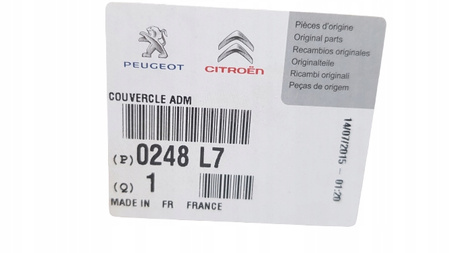 PEUGEOT
CITROËN
Pièces d'origine
Original parts
Recambios originales
Originalteile
Ricambi originali
Peças de origem
COUVERCLE ADM
(P) 0248 L7
(Q) 1
MADE IN FR FRANCE
14/07/2015 - 01:20